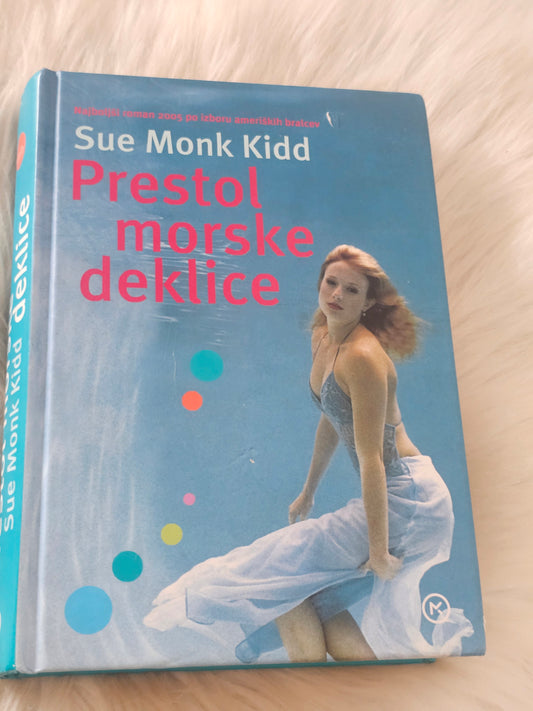 Najboljši roman 2005 po izboru ameriških bralcev
Sue Monk Kidd
Prestol
morske
deklice
Sue Monk Kidd
deklice